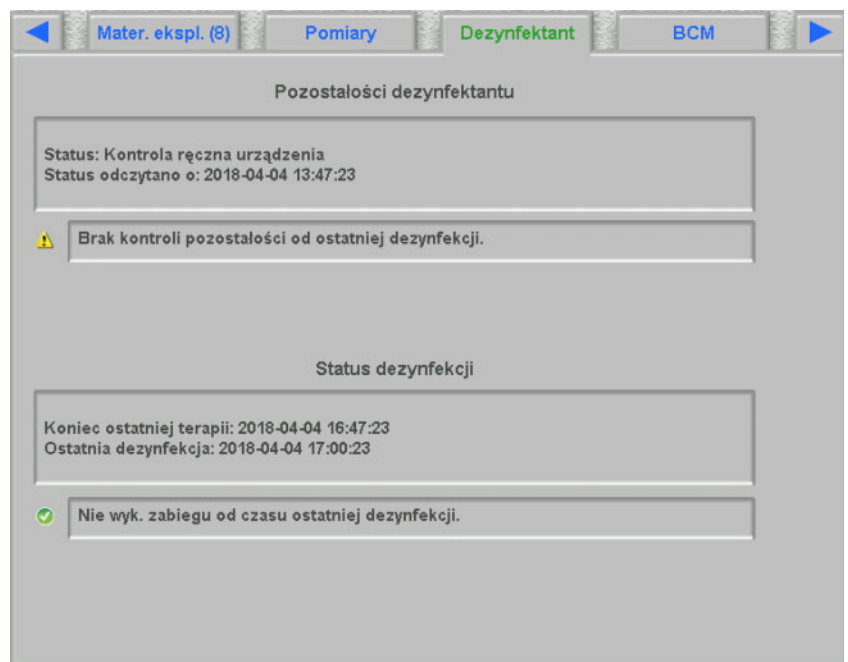 Mater. ekspl. (8) Pomiary Dezynfektant BCM
Pozostałości dezynfektantu
Status: Kontrola ręczna urządzenia
Status odczytano o: 2018-04-04 13:47:23
Brak kontroli pozostałości od ostatniej dezynfekcji.
Status dezynfekcji
Koniec ostatniej terapii: 2018-04-04 16:47:23
Ostatnia dezynfekcja: 2018-04-04 17:00:23
Nie wyk. zabiegu od czasu ostatniej dezynfekcji.